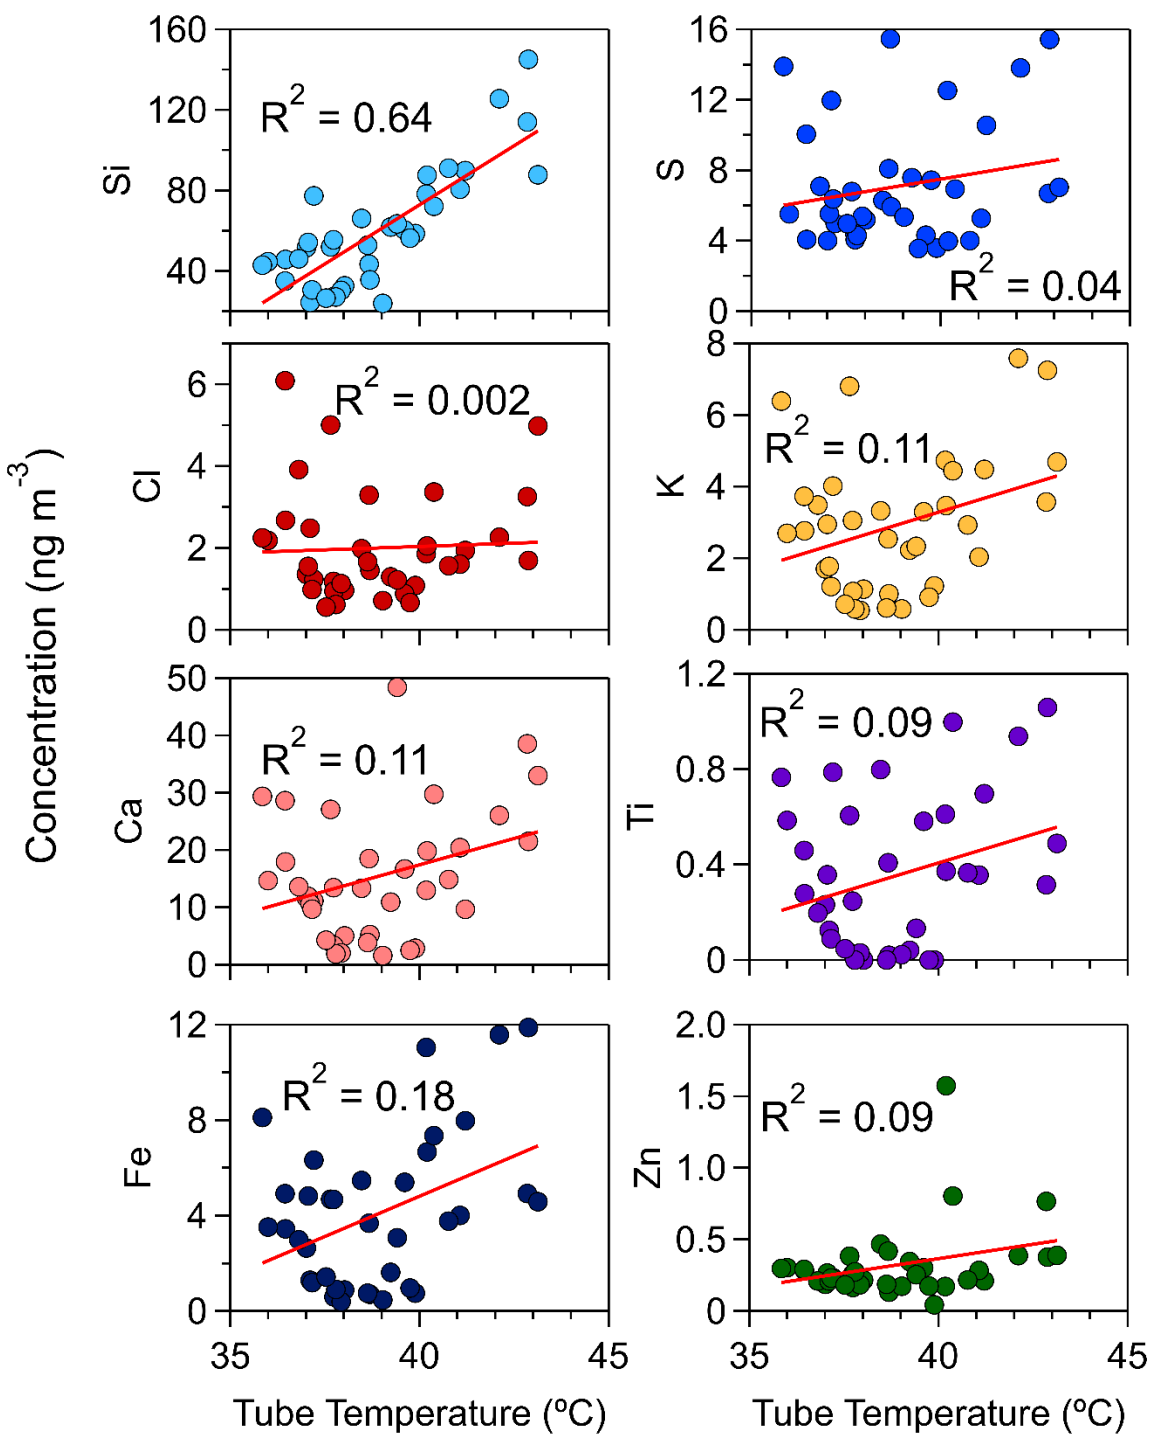 Concentration (ng m⁻³)
160
120
80
40
Si
R² = 0.64
16
12
8
4
0
S
R² = 0.04
6
4
2
0
Cl
R² = 0.002
8
6
4
2
0
K
R² = 0.11
50
40
30
20
10
0
Ca
R² = 0.11
1.2
0.8
0.4
0
Ti
R² = 0.09
12
8
4
0
Fe
R² = 0.18
35 40 45
Tube Temperature (ºC)
2.0
1.5
1.0
0.5
0
Zn
R² = 0.09
35 40 45
Tube Temperature (ºC)